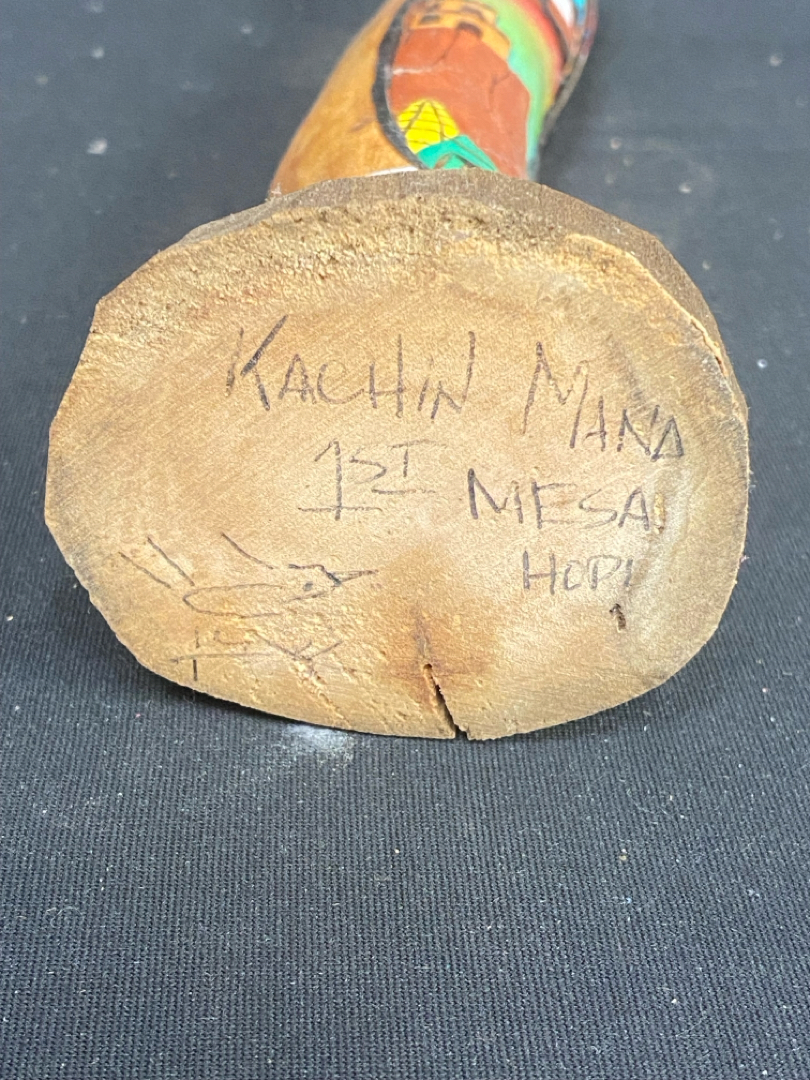 KACHIN MANA
1ST MESA,
HOPI